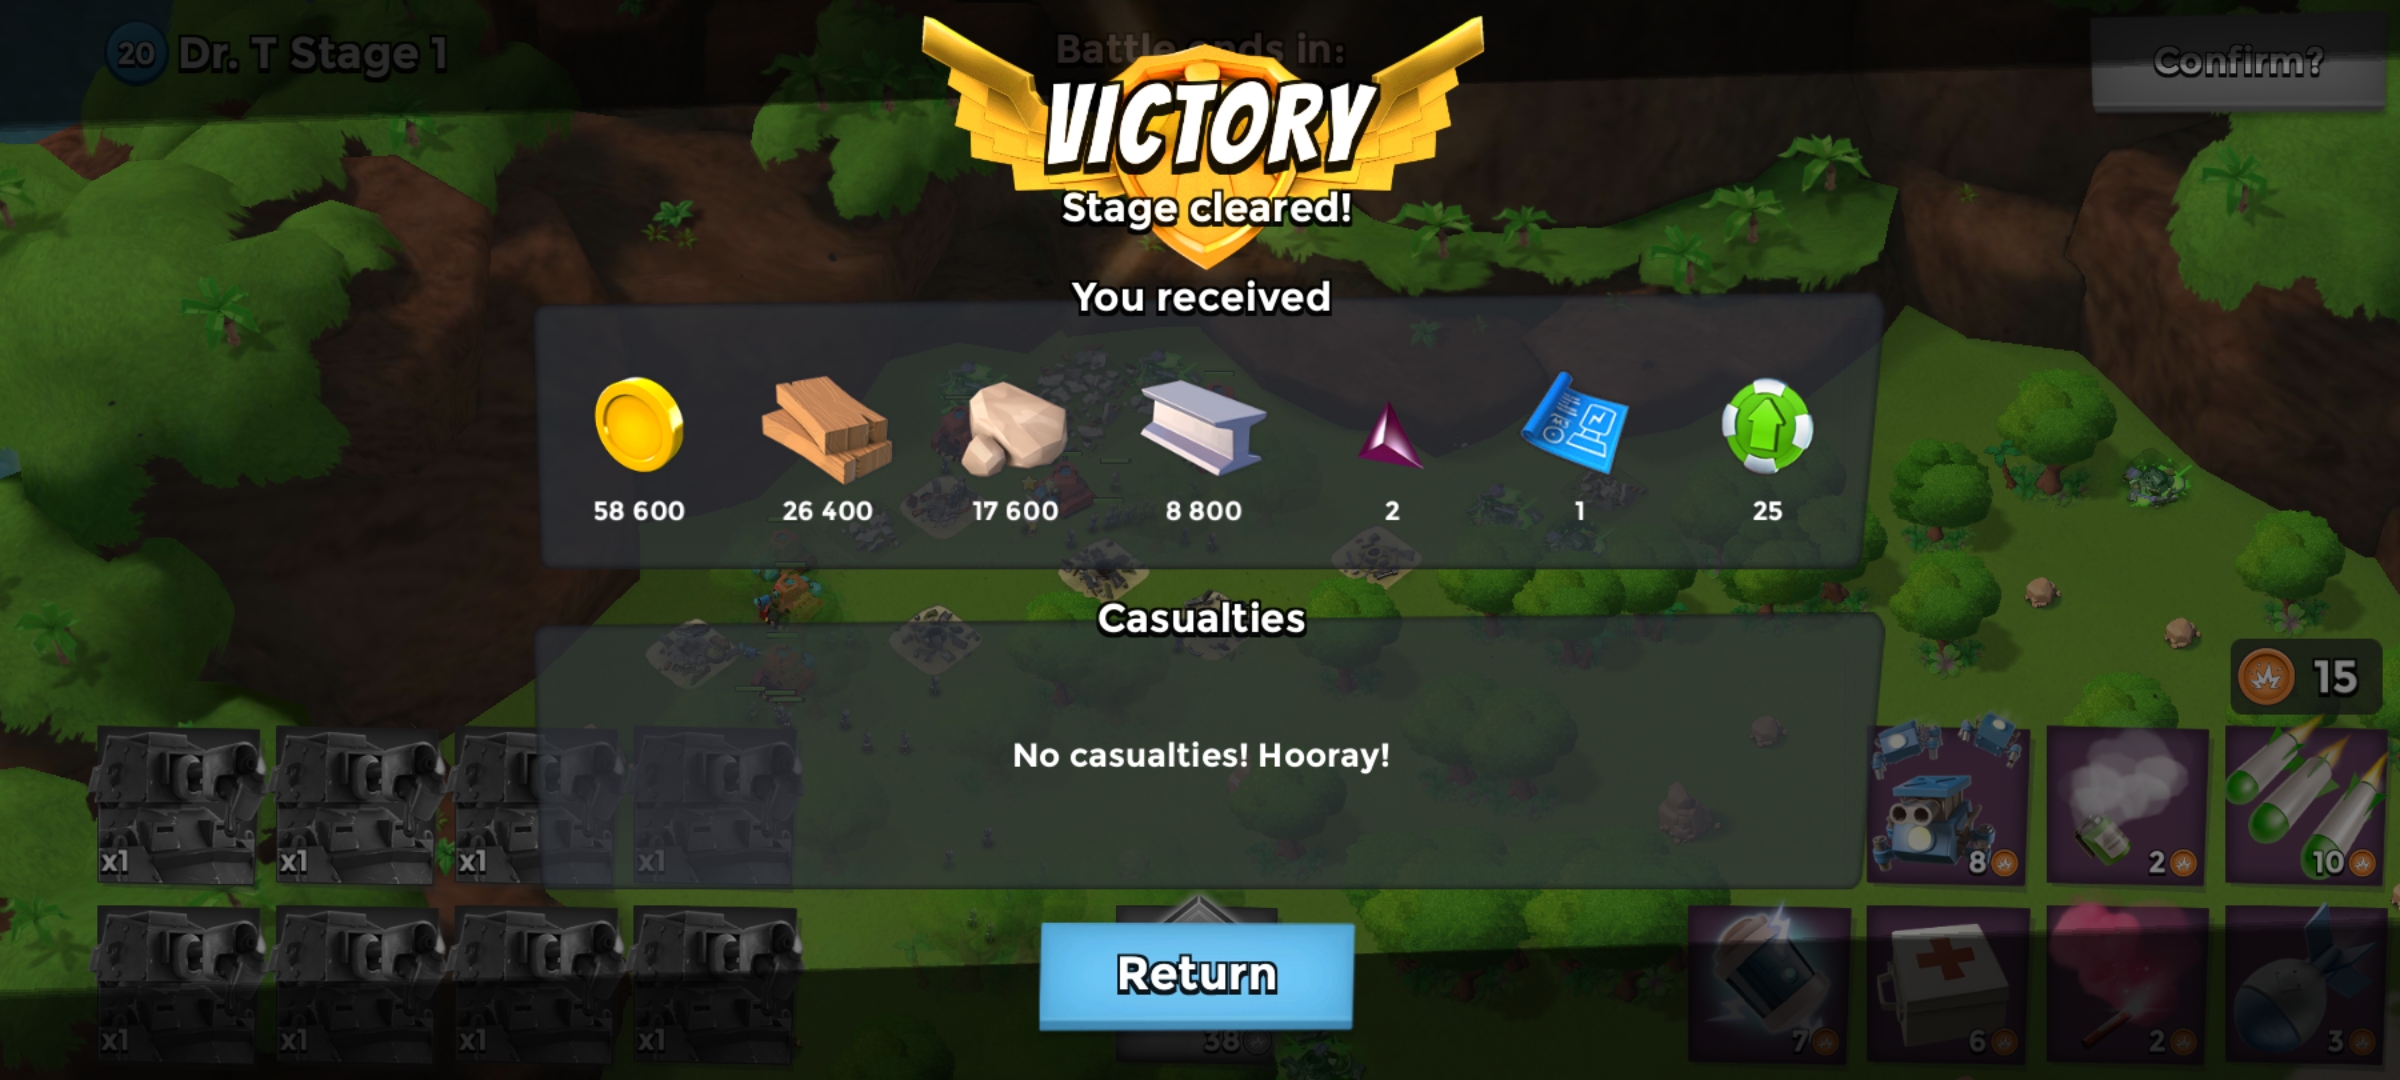 20 Dr. T Stage 1
Battle ends in:
Confirm?
VICTORY
Stage cleared!
You received
58 600
26 400
17 600
8 800
2
1
25
Casualties
No casualties! Hooray!
15
x1
x1
x1
x1
8
2
10
x1
x1
x1
x1
Return
38
7
6
2
3